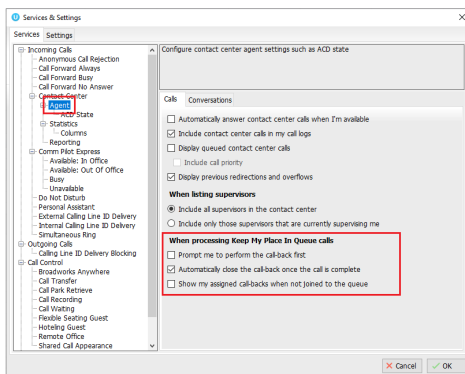 Services & Settings
Services Settings
Incoming Calls
Anonymous Call Rejection
Call Forward Always
Call Forward Busy
Call Forward No Answer
Contact Center
Agent
ACD State
Statistics
Columns
Reporting
Comm Pilot Express
Available: In Office
Available: Out Of Office
Busy
Unavailable
Do Not Disturb
Personal Assistant
External Calling Line ID Delivery
Internal Calling Line ID Delivery
Simultaneous Ring
Outgoing Calls
Calling Line ID Delivery Blocking
Call Control
Broadworks Anywhere
Call Transfer
Call Park Retrieve
Call Recording
Call Waiting
Flexible Seating Guest
Hoteling Guest
Remote Office
Shared Call Appearance
Configure contact center agent settings such as ACD state
Calls Conversations
Automatically answer contact center calls when I'm available
Include contact center calls in my call logs
Display queued contact center calls
Include call priority
Display previous redirections and overflows
When listing supervisors
Include all supervisors in the contact center
Include only those supervisors that are currently supervising me
When processing Keep My Place In Queue calls
Prompt me to perform the call-back first
Automatically close the call-back once the call is complete
Show my assigned call-backs when not joined to the queue
Cancel OK